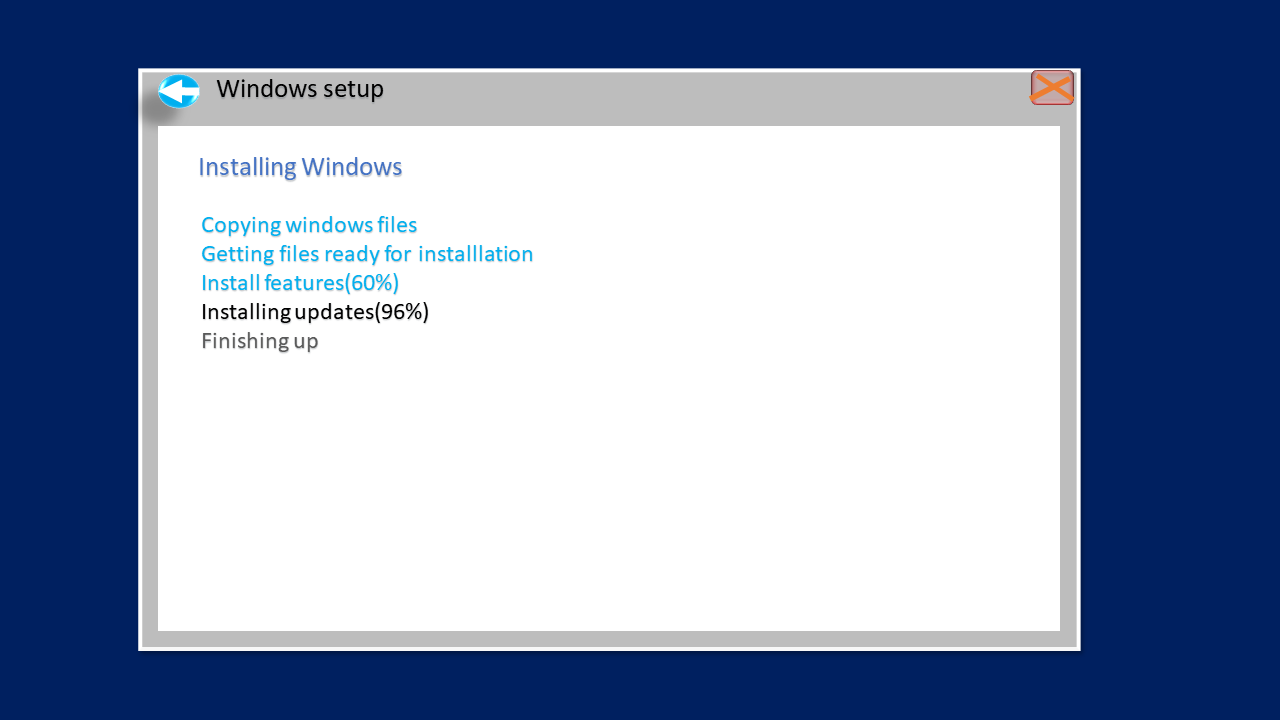 Windows setup
Installing Windows
Copying windows files
Getting files ready for installlation
Install features(60%)
Installing updates(96%)
Finishing up